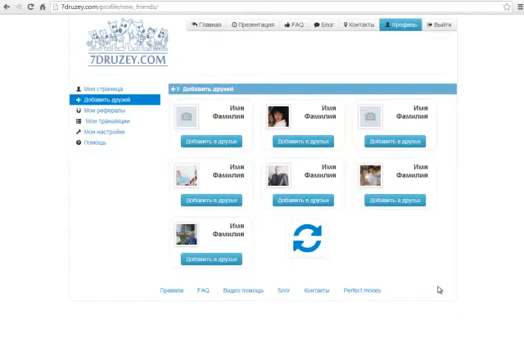 7druzey.com/profile/new_friends/
Главная
Презентация
FAQ
Блог
Контакты
Профиль
Выйти
7DRUZEY.COM
Моя страница
Добавить друзей
Мои рефералы
Мои транзакции
Мои настройки
Помощь
Добавить друзей
Имя
Фамилия
Добавить в друзья
Имя
Фамилия
Добавить в друзья
Имя
Фамилия
Добавить в друзья
Имя
Фамилия
Добавить в друзья
Имя
Фамилия
Добавить в друзья
Имя
Фамилия
Добавить в друзья
Имя
Фамилия
Добавить в друзья
Правила FAQ Видео помощь Блог Контакты Perfect money